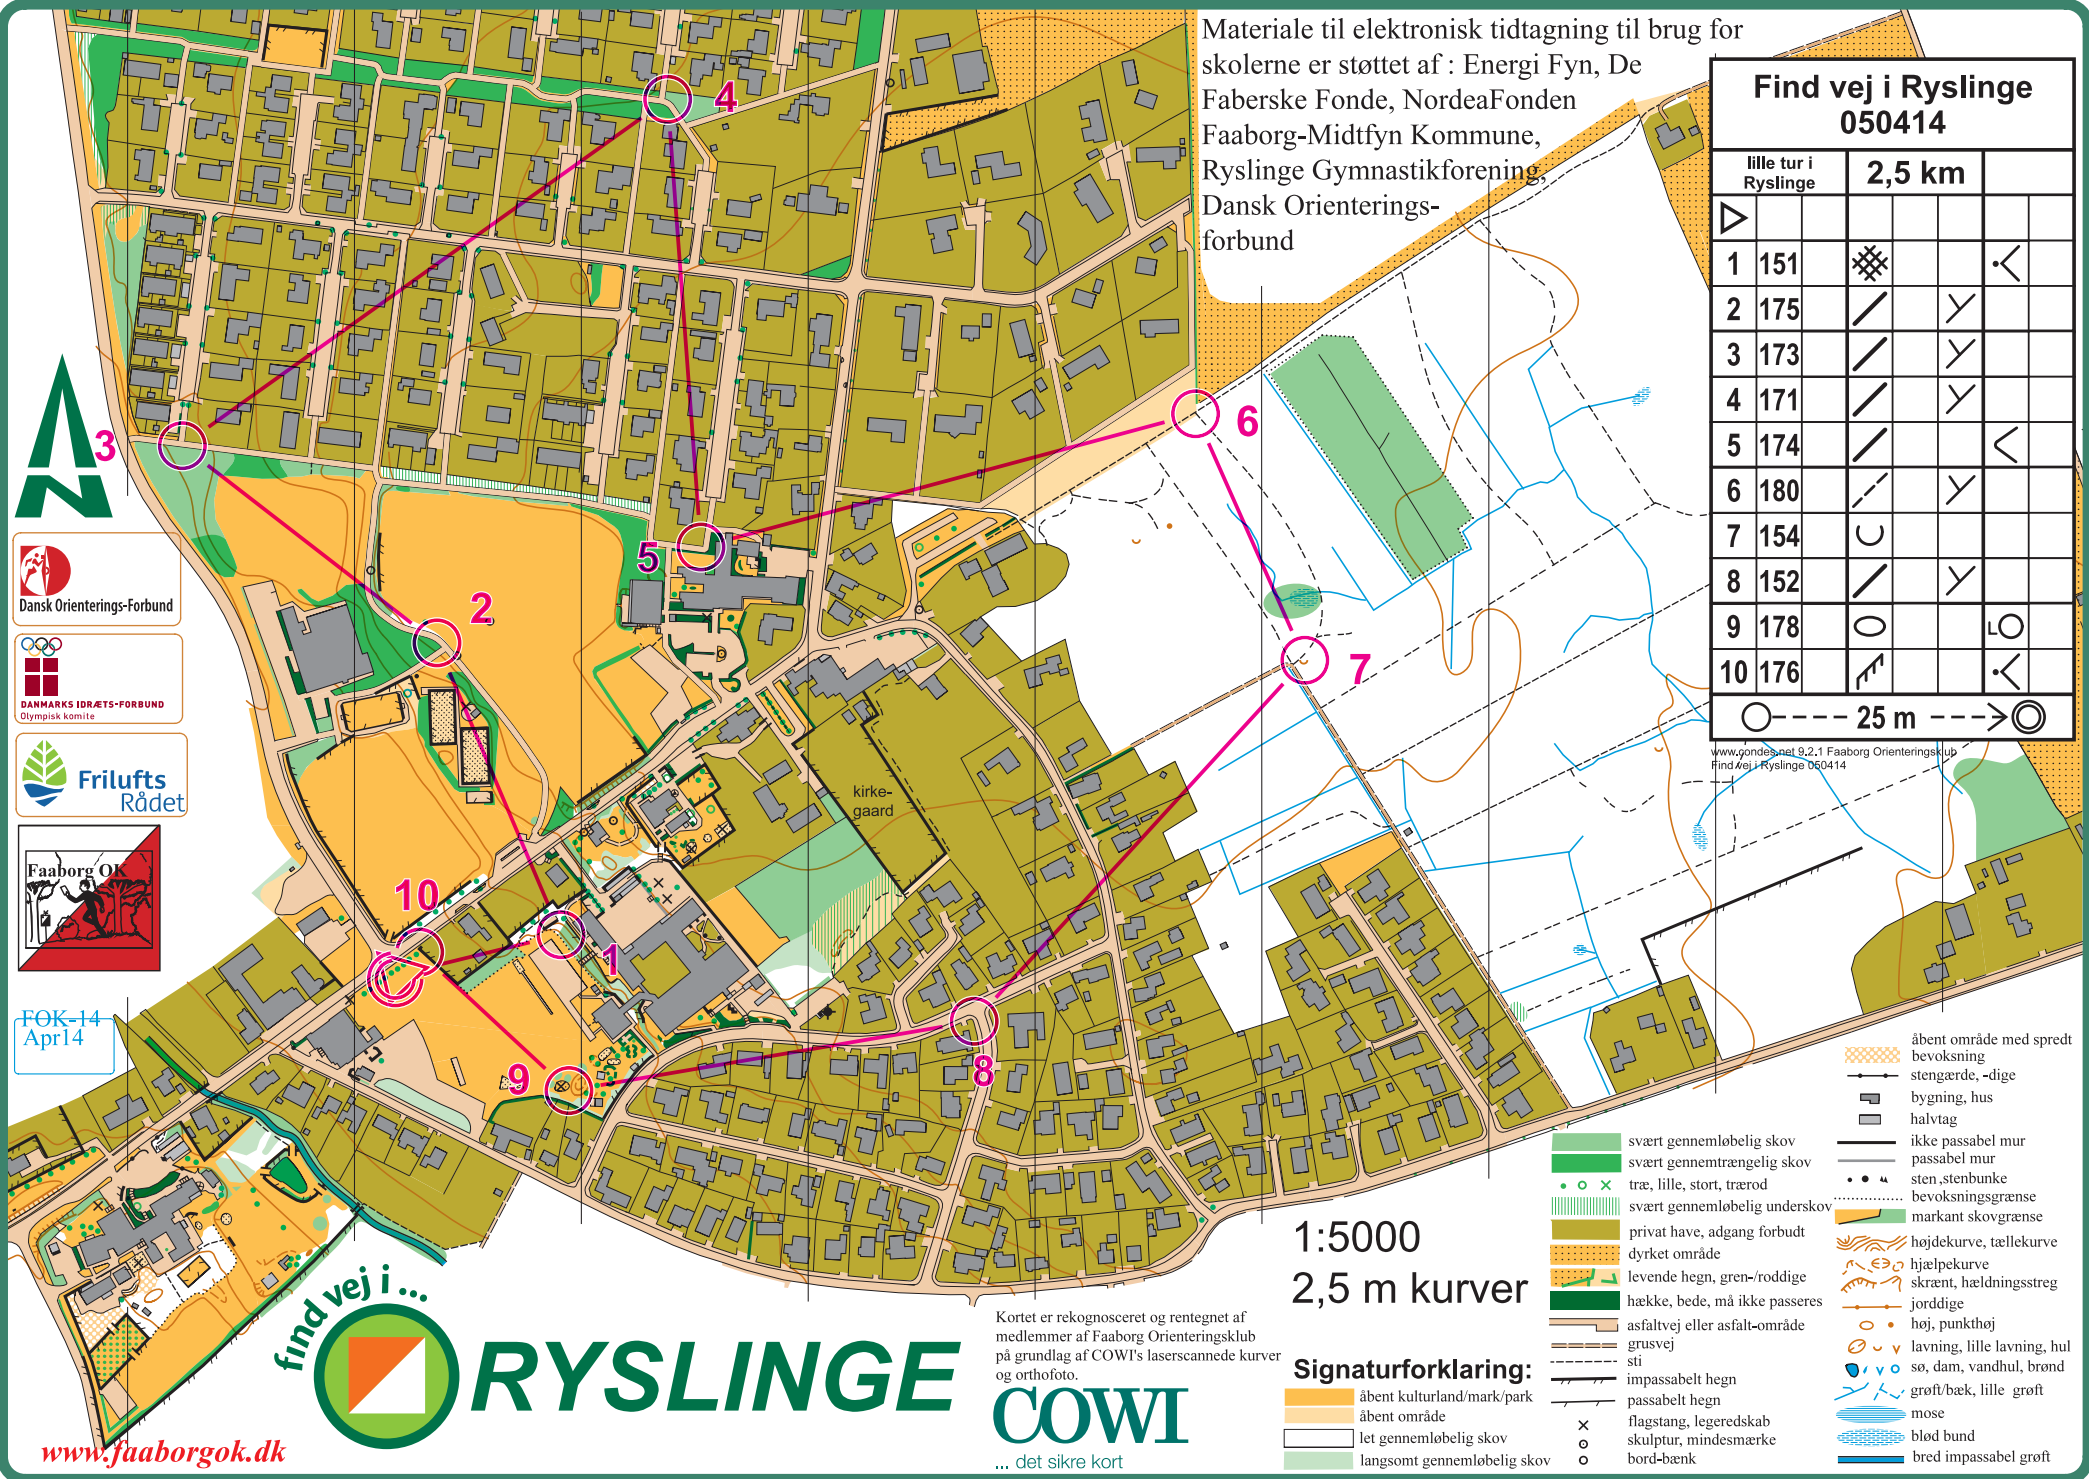 Materiale til elektronisk tidtagning til brug for
skolerne er støttet af : Energi Fyn, De
Faberske Fonde, NordeaFonden
Faaborg-Midtfyn Kommune,
Ryslinge Gymnastikforening,
Dansk Orienterings-
forbund
Find vej i Ryslinge
050414
lille tur i
Ryslinge
2,5 km
1 151
2 175
3 173
4 171
5 174
6 180
7 154
8 152
9 178
10 176
25 m
www.condes.net 9.2.1 Faaborg Orienteringsklub
Find vej i Ryslinge 050414
4
3
6
5
2
7
10
1
9
8
kirke-
gaard
N
Dansk Orienterings-Forbund
DANMARKS IDRÆTS-FORBUND
Olympisk komite
Frilufts
Rådet
Faaborg OK
FOK-14
Apr14
find vej i ...
RYSLINGE
www.faaborgok.dk
Kortet er rekognosceret og rentegnet af
medlemmer af Faaborg Orienteringsklub
på grundlag af COWI's laserscannede kurver
og orthofoto.
COWI
... det sikre kort
1:5000
2,5 m kurver
Signaturforklaring:
åbent kulturland/mark/park
åbent område
let gennemløbelig skov
langsomt gennemløbelig skov
svært gennemløbelig skov
svært gennemtrængelig skov
træ, lille, stort, trærod
svært gennemløbelig underskov
privat have, adgang forbudt
dyrket område
levende hegn, gren-/roddige
hække, bede, må ikke passeres
asfaltvej eller asfalt-område
grusvej
sti
impassabelt hegn
passabelt hegn
flagstang, legeredskab
skulptur, mindesmærke
bord-bænk
åbent område med spredt
bevoksning
stengærde, -dige
bygning, hus
halvtag
ikke passabel mur
passabel mur
sten,stenbunke
bevoksningsgrænse
markant skovgrænse
højdekurve, tællekurve
hjælpekurve
skrænt, hældningsstreg
jorddige
høj, punkthøj
lavning, lille lavning, hul
sø, dam, vandhul, brønd
grøft/bæk, lille grøft
mose
blød bund
bred impassabel grøft